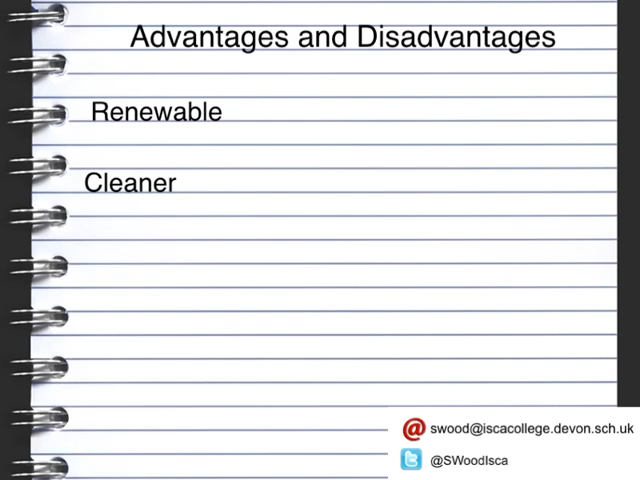 Advantages and Disadvantages
Renewable
Cleaner
swood@iscacollege.devon.sch.uk
@SWoodIsca